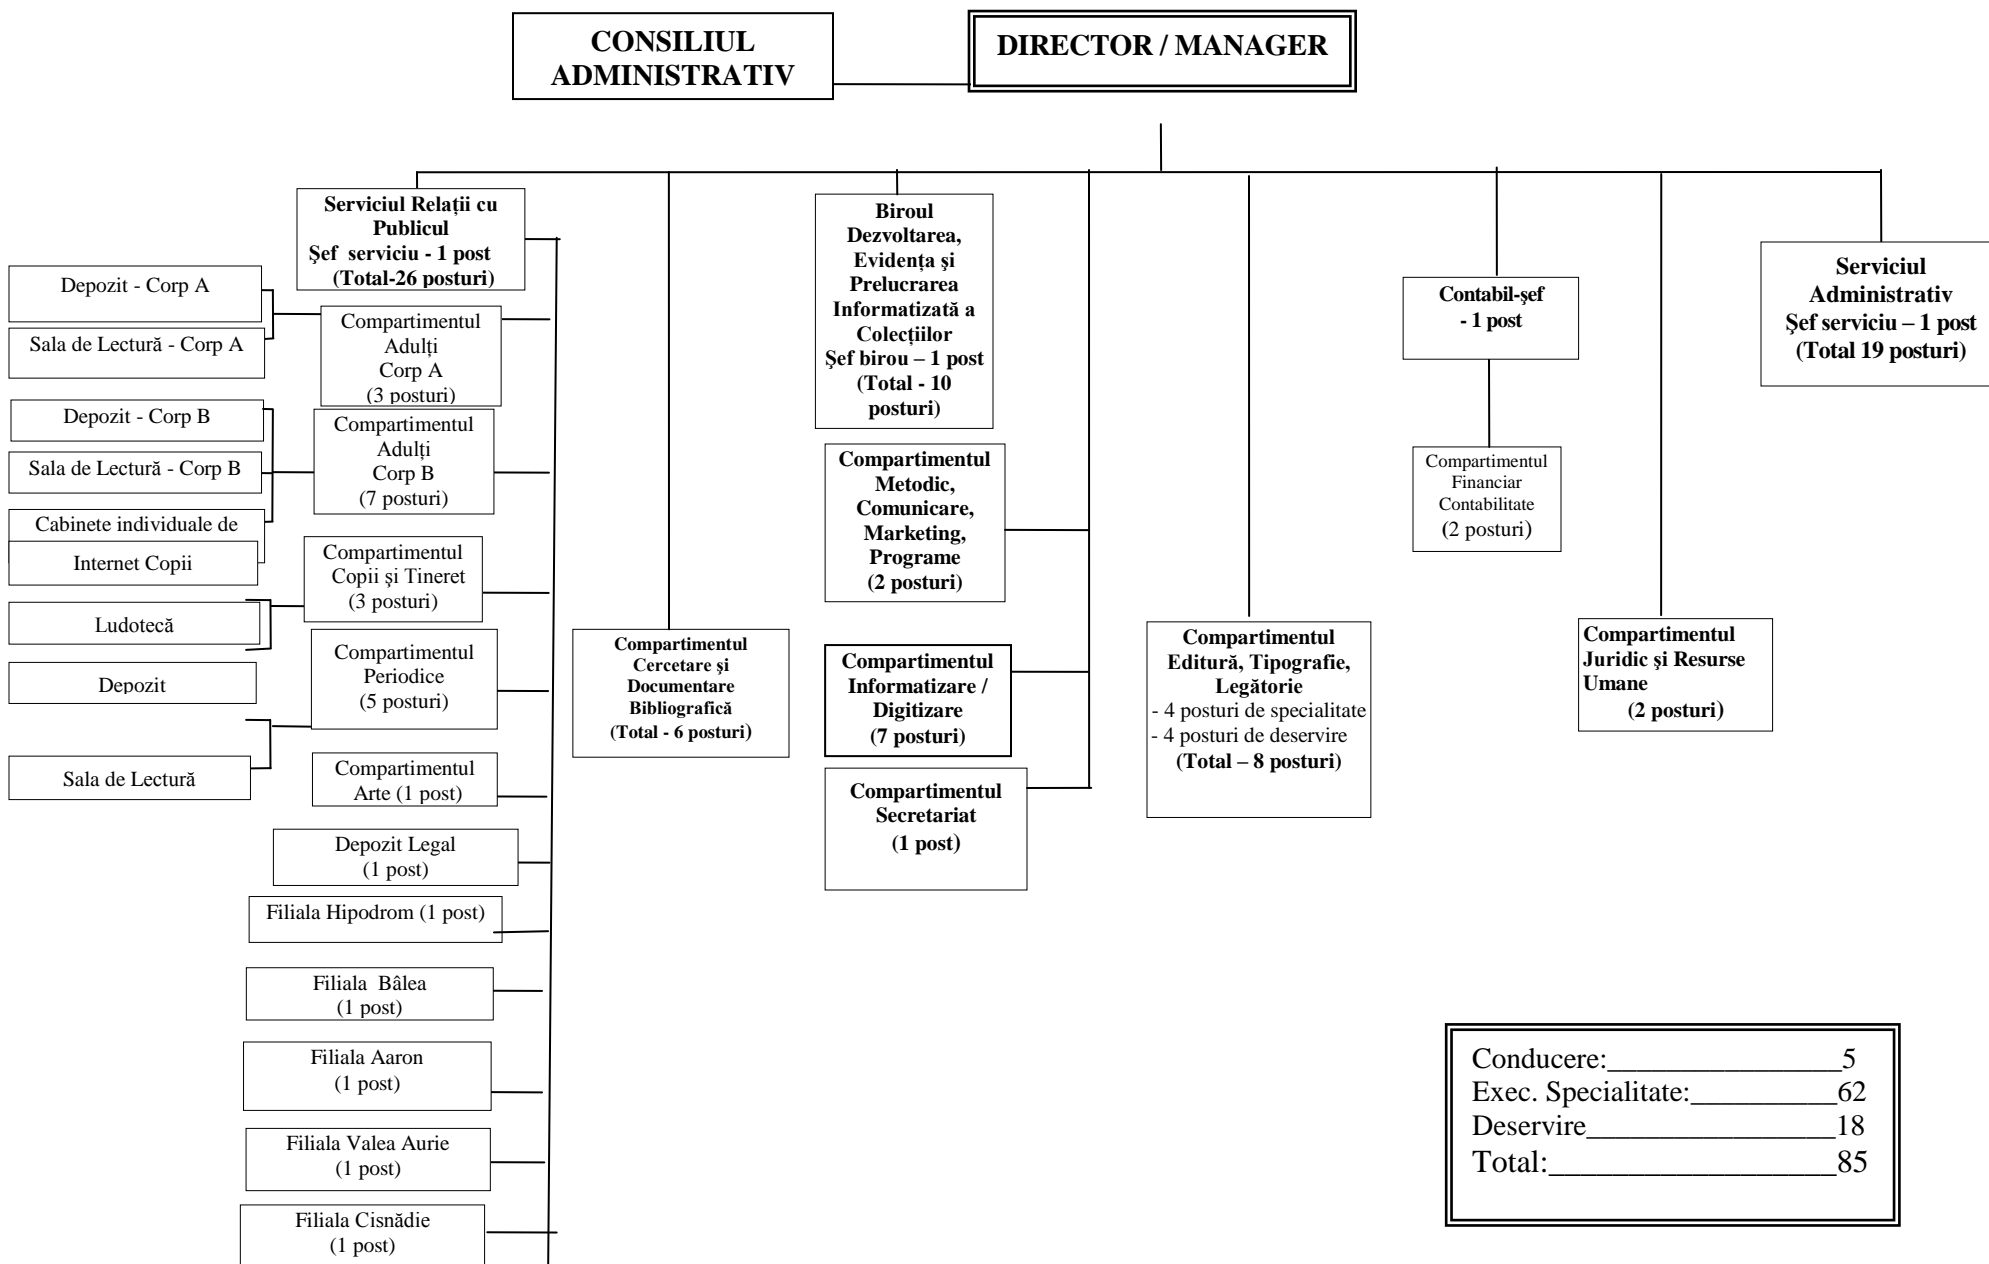 CONSILIUL
ADMINISTRATIV
DIRECTOR / MANAGER
Serviciul Relații cu
Publicul
Şef serviciu - 1 post
(Total-26 posturi)
Depozit - Corp A
Sala de Lectură - Corp A
Compartimentul
Adulți
Corp A
(3 posturi)
Depozit - Corp B
Sala de Lectură - Corp B
Cabinete individuale de
Compartimentul
Adulți
Corp B
(7 posturi)
Internet Copii
Ludotecă
Compartimentul
Copii şi Tineret
(3 posturi)
Depozit
Sala de Lectură
Compartimentul
Periodice
(5 posturi)
Compartimentul
Arte (1 post)
Depozit Legal
(1 post)
Filiala Hipodrom (1 post)
Filiala Bâlea
(1 post)
Filiala Aaron
(1 post)
Filiala Valea Aurie
(1 post)
Filiala Cisnădie
(1 post)
Compartimentul
Cercetare şi
Documentare
Bibliografică
(Total - 6 posturi)
Biroul
Dezvoltarea,
Evidența şi
Prelucrarea
Informatizată a
Colecțiilor
Şef birou – 1 post
(Total - 10
posturi)
Compartimentul
Metodic,
Comunicare,
Marketing,
Programe
(2 posturi)
Compartimentul
Informatizare /
Digitizare
(7 posturi)
Compartimentul
Secretariat
(1 post)
Compartimentul
Editură, Tipografie,
Legătorie
- 4 posturi de specialitate
- 4 posturi de deservire
(Total – 8 posturi)
Contabil-şef
- 1 post
Compartimentul
Financiar
Contabilitate
(2 posturi)
Compartimentul
Juridic şi Resurse
Umane
(2 posturi)
Serviciul
Administrativ
Şef serviciu – 1 post
(Total 19 posturi)
Conducere:________________5
Exec. Specialitate:__________62
Deservire_________________18
Total:___________________85